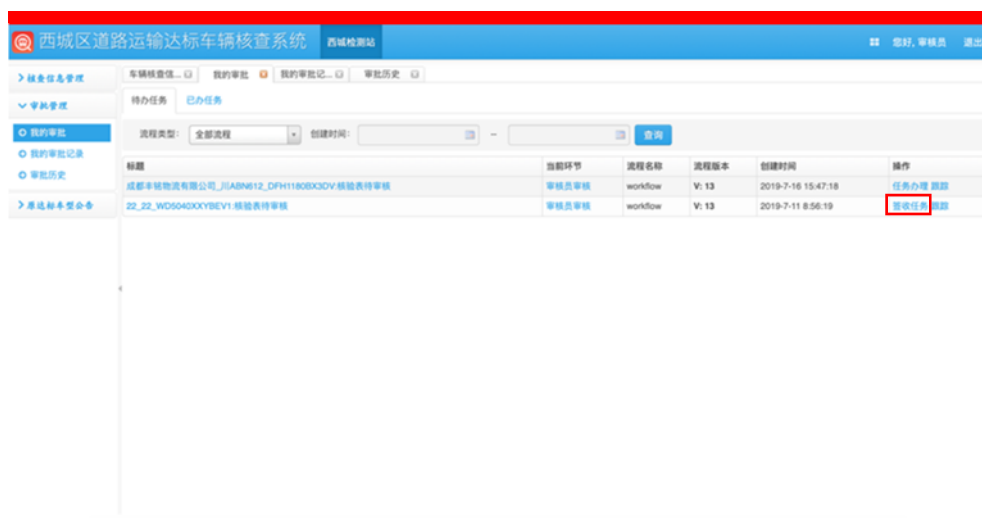 西城区道路运输达标车辆核查系统 西城检测站 您好, 审核员 退出
核查信息管理
审批管理
我的审批
我的审批记录
审批历史
原达标车型公告
车辆核查信... 我的审批 我的审批记... 审批历史
待办任务 已办任务
流程类型: 全部流程 创建时间: -- 查询
标题 当前环节 流程名称 流程版本 创建时间 操作
成都丰铭物流有限公司_川ABN612_DFH1180BX3DV:核验表待审核 审核员审核 workflow V: 13 2019-7-16 15:47:18 任务办理 跟踪
22_22_WD5040XXYBEV1:核验表待审核 审核员审核 workflow V: 13 2019-7-11 8:56:19 签收任务 跟踪